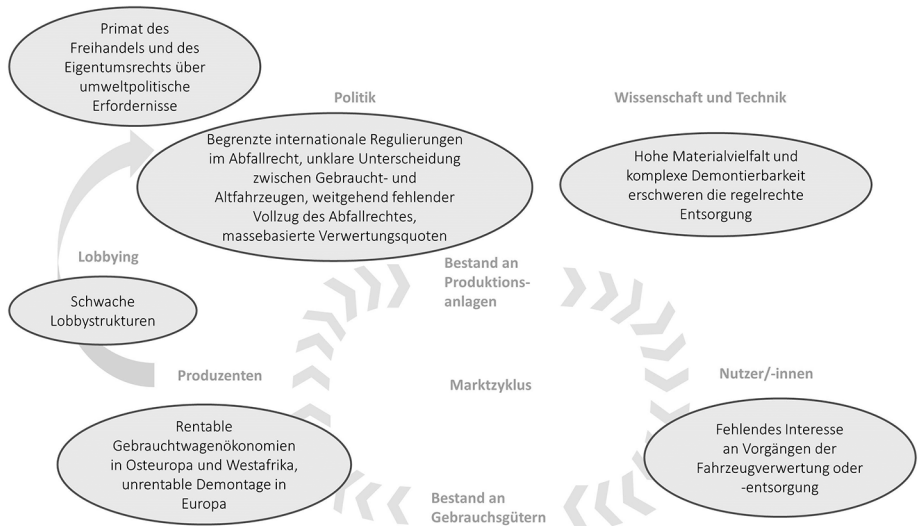 Primat des
Freihandels und des
Eigentumsrechts über
umweltpolitische
Erfordernisse
Politik
Wissenschaft und Technik
Begrenzte internationale Regulierungen
im Abfallrecht, unklare Unterscheidung
zwischen Gebraucht- und
Altfahrzeugen, weitgehend fehlender
Vollzug des Abfallrechtes,
massebasierte Verwertungsquoten
Hohe Materialvielfalt und
komplexe Demontierbarkeit
erschweren die regelrechte
Entsorgung
Lobbying
Schwache
Lobbystrukturen
Bestand an
Produktions-
anlagen
Produzenten
Marktzyklus
Nutzer/-innen
Rentable
Gebrauchtwagenökonomien
in Osteuropa und Westafrika,
unrentable Demontage in
Europa
Fehlendes Interesse
an Vorgängen der
Fahrzeugverwertung oder
-entsorgung
Bestand an
Gebrauchsgütern